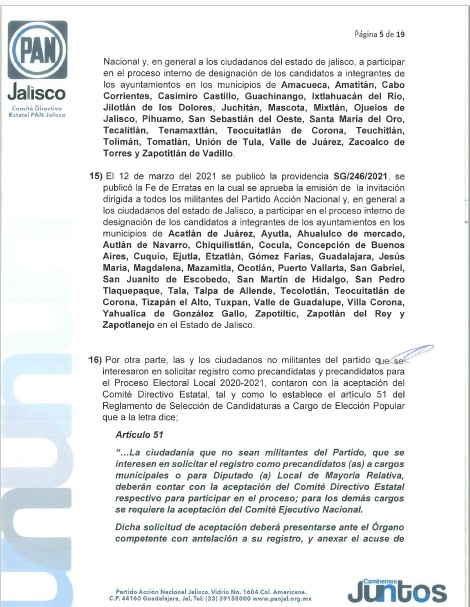 Página 5 de 19
PAN
Jalisco
Comité Directivo
Estatal PAN Jalisco
Nacional y, en general a los ciudadanos del estado de jalisco, a participar
en el proceso interno de designación de los candidatos a integrantes de
los ayuntamientos en los municipios de Amacueca, Amatitán, Cabo
Corrientes, Casimiro Castillo, Guachinango, Ixtlahuacán del Río,
Jilotlán de los Dolores, Juchitán, Mascota, Mixtlán, Ojuelos de
Jalisco, Pihuamo, San Sebastián del Oeste, Santa María del Oro,
Tecalitlán, Tenamaxtlán, Teocuitatlán de Corona, Teuchitlán,
Tolimán, Tomatlán, Unión de Tula, Valle de Juárez, Zacoalco de
Torres y Zapotitlán de Vadillo.
15) El 12 de marzo del 2021 se publicó la providencia SG/246/2021, se
publicó la Fe de Erratas en la cual se aprueba la emisión de la invitación
dirigida a todos los militantes del Partido Acción Nacional y, en general a
los ciudadanos del estado de Jalisco, a participar en el proceso interno de
designación de los candidatos a integrantes de los ayuntamientos en los
municipios de Acatlán de Juárez, Ayutla, Ahualulco de mercado,
Autlán de Navarro, Chiquilistlán, Cocula, Concepción de Buenos
Aires, Cuquío, Ejutla, Etzatlán, Gómez Farías, Guadalajara, Jesús
María, Magdalena, Mazamitla, Ocotlán, Puerto Vallarta, San Gabriel,
San Juanito de Escobedo, San Martín de Hidalgo, San Pedro
Tlaquepaque, Tala, Talpa de Allende, Tecolotlán, Teocuitatlán de
Corona, Tizapán el Alto, Tuxpan, Valle de Guadalupe, Villa Corona,
Yahualica de González Gallo, Zapotiltic, Zapotlán del Rey y
Zapotlanejo en el Estado de Jalisco.
16) Por otra parte, las y los ciudadanos no militantes del partido que se
interesaron en solicitar registro como precandidatas y precandidatos para
el Proceso Electoral Local 2020-2021, contaron con la aceptación del
Comité Directivo Estatal, tal y como lo establece el artículo 51 del
Reglamento de Selección de Candidaturas a Cargo de Elección Popular
que a la letra dice;
Artículo 51
“…La ciudadanía que no sean militantes del Partido, que se
interesen en solicitar el registro como precandidatos (as) a cargos
municipales o para Diputado (a) Local de Mayoría Relativa,
deberán contar con la aceptación del Comité Directivo Estatal
respectivo para participar en el proceso; para los demás cargos
se requiere la aceptación del Comité Ejecutivo Nacional.
Dicha solicitud de aceptación deberá presentarse ante el Órgano
competente con antelación a su registro, y anexar el acuse de
Partido Acción Nacional Jalisco. Vidrio No. 1604 Col. Americana.
C.P. 44160 Guadalajara, Jal. Tel: (33) 39158000 www.panjal.org.mx
Caminemos
Juntos